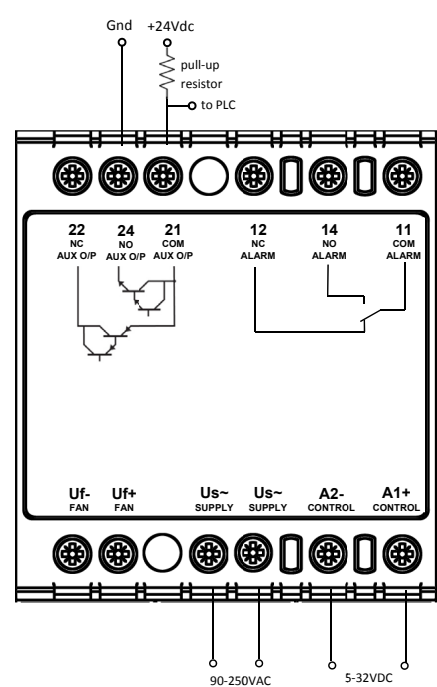 Gnd +24Vdc
pull-up
resistor
to PLC
22 24 21 12 14 11
NC NO COM NC NO COM
AUX O/P AUX O/P AUX O/P ALARM ALARM ALARM
Uf- Uf+ Us~ Us~ A2- A1+
FAN FAN SUPPLY SUPPLY CONTROL CONTROL
90-250VAC 5-32VDC